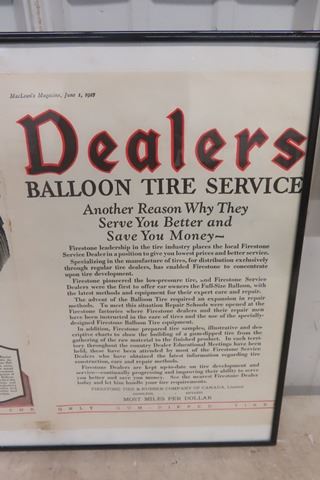 MacLean's Magazine, June 1, 1927
Dealers
BALLOON TIRE SERVICE
Another Reason Why They
Serve You Better and
Save You Money—
Firestone leadership in the tire industry places the local Firestone
Service Dealer in a position to give you lowest prices and better service.
Specializing in the manufacture of tires, for distribution exclusively
through regular tire dealers, has enabled Firestone to concentrate
upon tire development.
Firestone pioneered the low-pressure tire, and Firestone Service
Dealers were the first to offer car owners the Full-Size Balloon, with
the latest methods and equipment for their expert care and repair.
The advent of the Balloon Tire required an expansion in repair
methods. To meet this situation Repair Schools were opened at the
Firestone factories where Firestone dealers and their repair men
have been instructed in the care of tires and the use of the specially-
designed Firestone Balloon Tire equipment.
In addition, Firestone prepared tire samples, illustrative and des-
criptive charts to show the building of a gum-dipped tire from the
gathering of the raw material to the finished product. In each terri-
tory throughout the country Dealer Educational Meetings have been
held, these have been attended by most of the Firestone Service
Dealers who have obtained the latest information regarding tire
construction, care and repair methods.
Firestone Dealers are kept up-to-date on tire development and
service—continually progressing and improving their ability to serve
you better and save you money. See the nearest Firestone Dealer
today and let him handle your tire requirements.
FIRESTONE TIRE & RUBBER COMPANY OF CANADA, Limited
HAMILTON, ONTARIO
MOST MILES PER DOLLAR
THE ONLY GUM-DIPPED TIRES